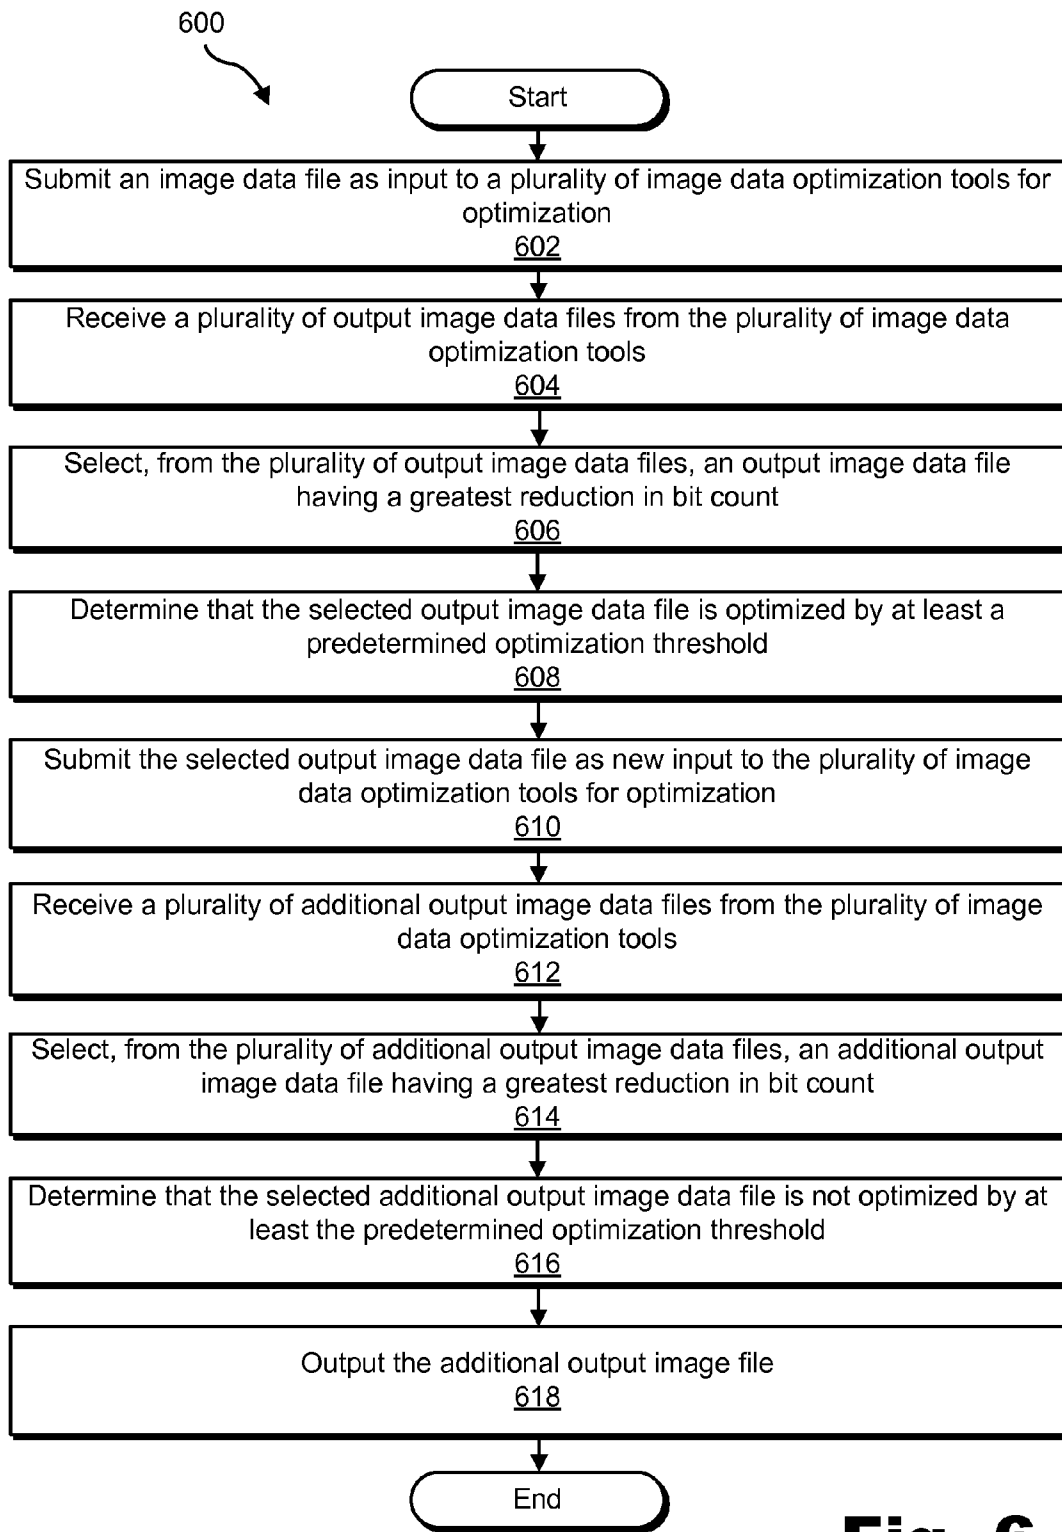 600
Start
Submit an image data file as input to a plurality of image data optimization tools for
optimization
602
Receive a plurality of output image data files from the plurality of image data
optimization tools
604
Select, from the plurality of output image data files, an output image data file
having a greatest reduction in bit count
606
Determine that the selected output image data file is optimized by at least a
predetermined optimization threshold
608
Submit the selected output image data file as new input to the plurality of image
data optimization tools for optimization
610
Receive a plurality of additional output image data files from the plurality of image
data optimization tools
612
Select, from the plurality of additional output image data files, an additional output
image data file having a greatest reduction in bit count
614
Determine that the selected additional output image data file is not optimized by at
least the predetermined optimization threshold
616
Output the additional output image file
618
End
Fig. 6